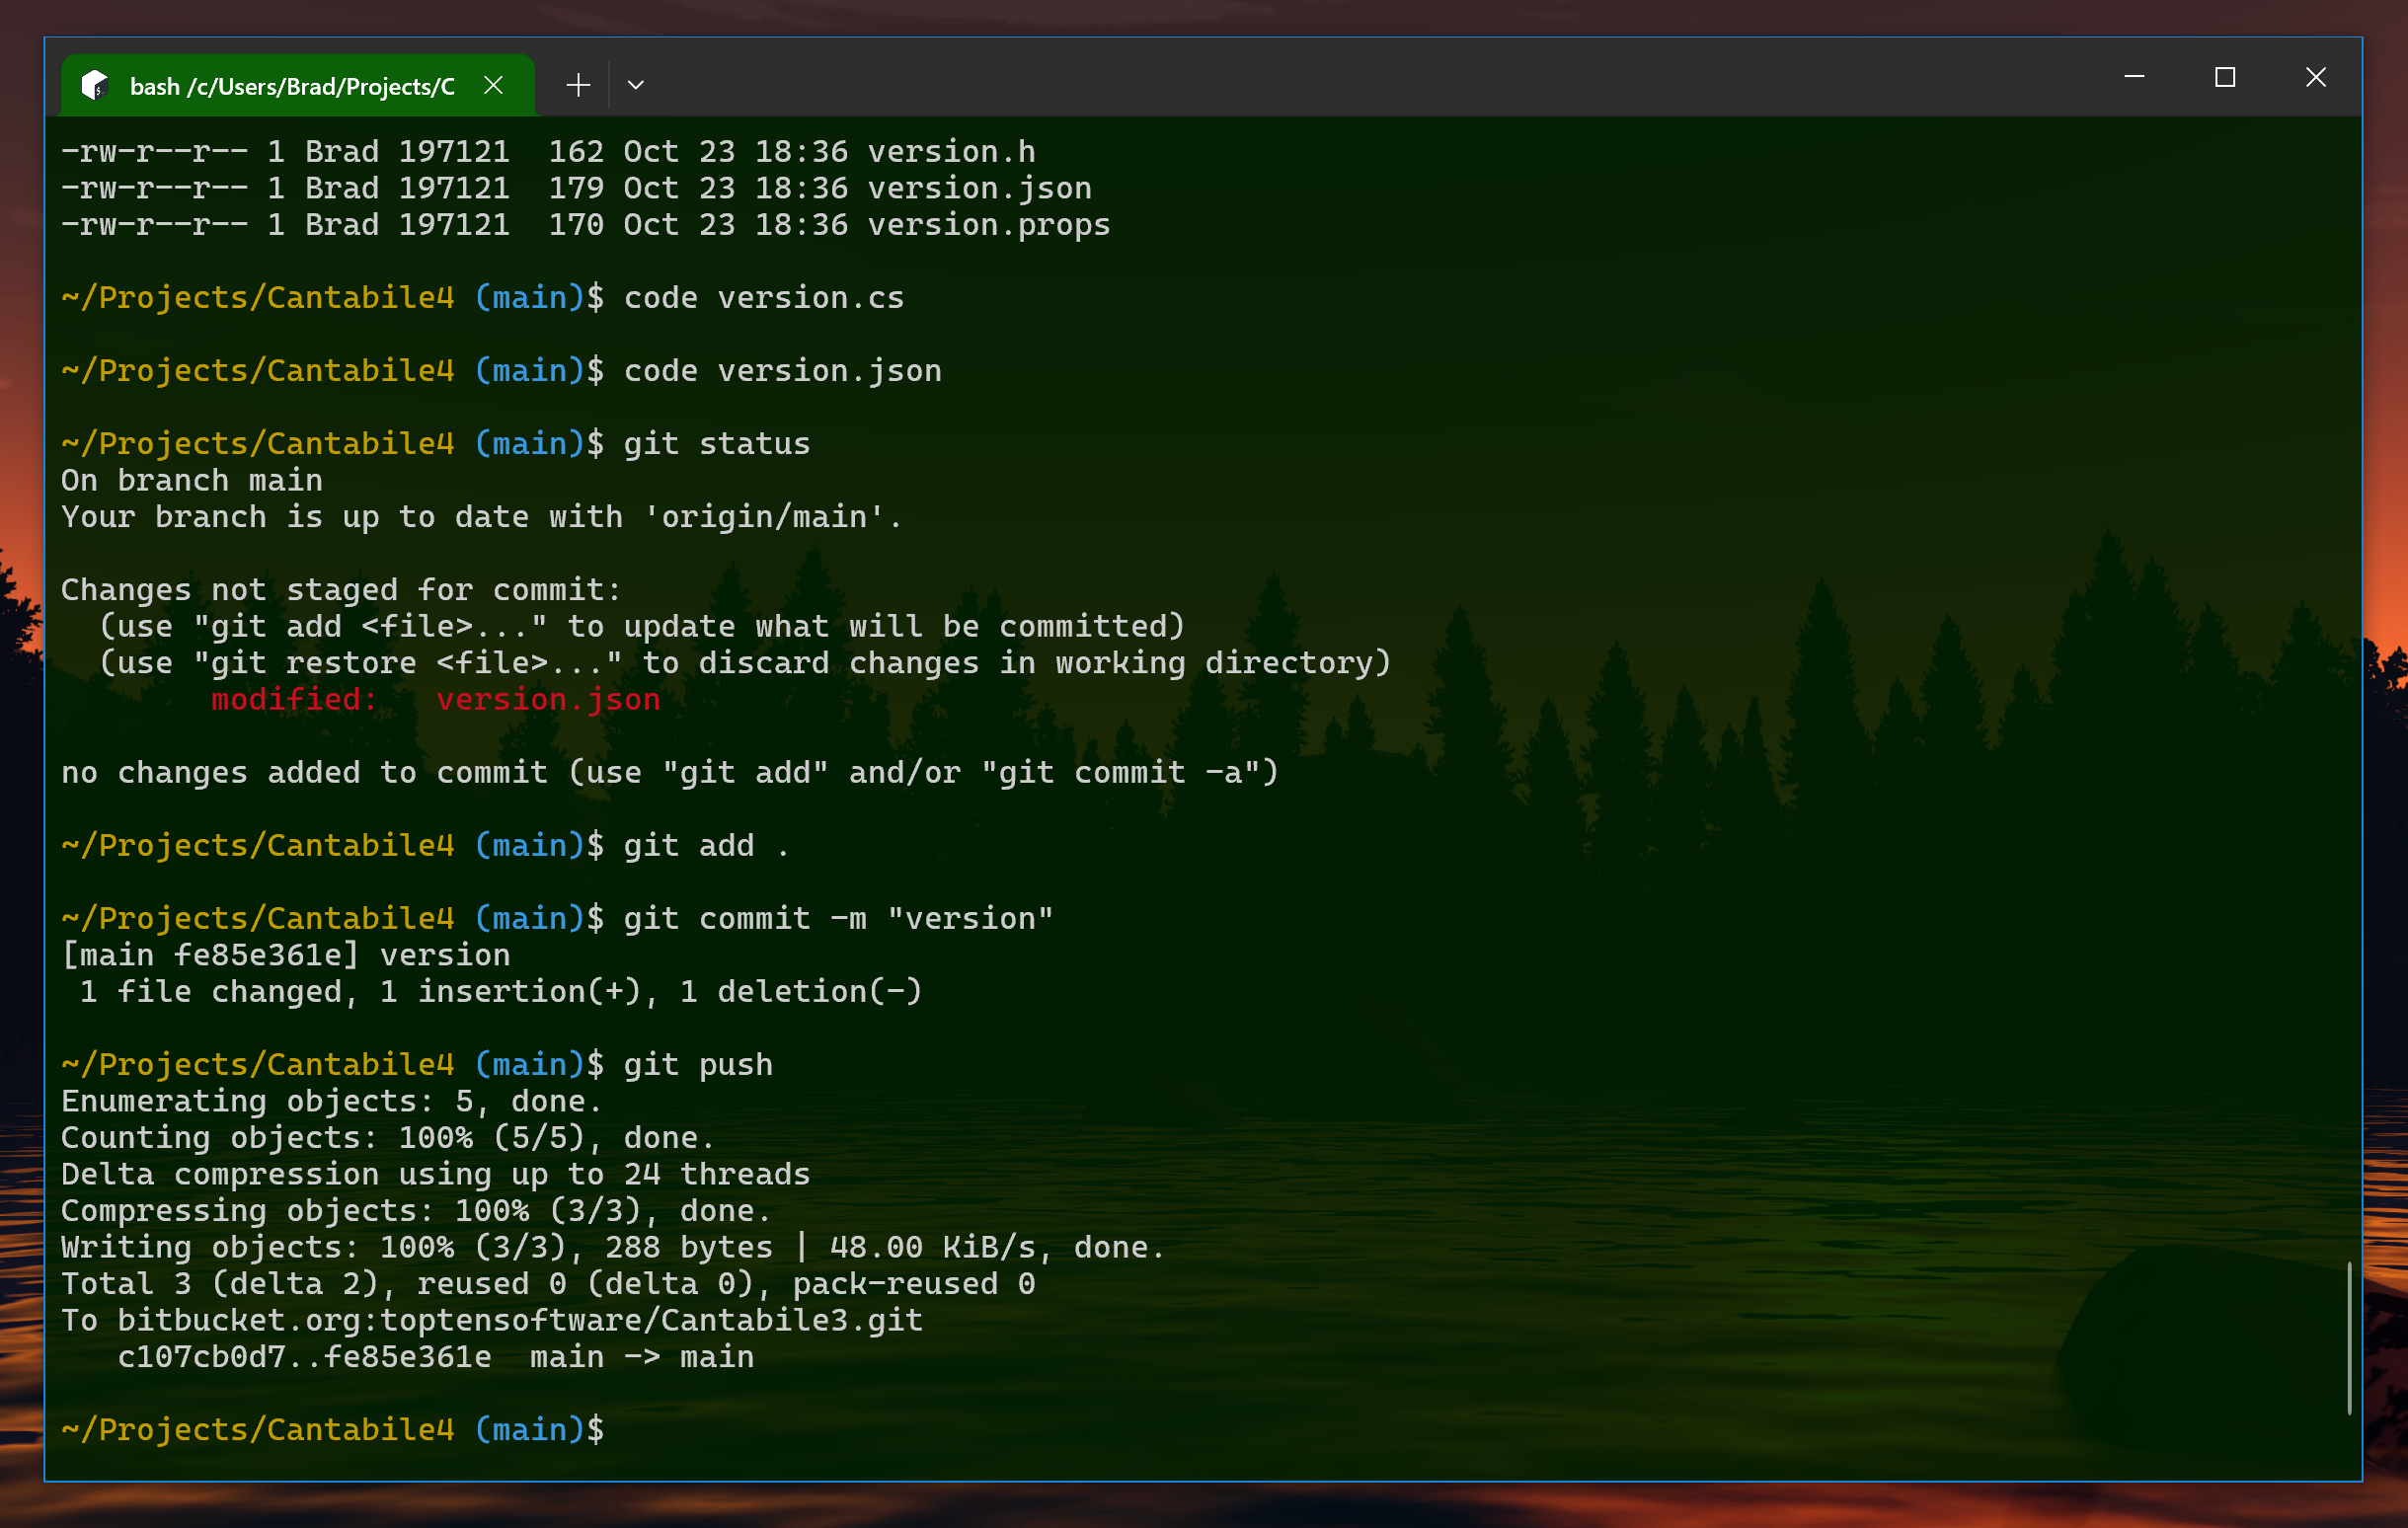 bash /c/Users/Brad/Projects/C
-rw-r--r-- 1 Brad 197121  162 Oct 23 18:36 version.h
-rw-r--r-- 1 Brad 197121  179 Oct 23 18:36 version.json
-rw-r--r-- 1 Brad 197121  170 Oct 23 18:36 version.props
~/Projects/Cantabile4 (main)$ code version.cs
~/Projects/Cantabile4 (main)$ code version.json
~/Projects/Cantabile4 (main)$ git status
On branch main
Your branch is up to date with 'origin/main'.
Changes not staged for commit:
  (use "git add <file>..." to update what will be committed)
  (use "git restore <file>..." to discard changes in working directory)
        modified:   version.json
no changes added to commit (use "git add" and/or "git commit -a")
~/Projects/Cantabile4 (main)$ git add .
~/Projects/Cantabile4 (main)$ git commit -m "version"
[main fe85e361e] version
 1 file changed, 1 insertion(+), 1 deletion(-)
~/Projects/Cantabile4 (main)$ git push
Enumerating objects: 5, done.
Counting objects: 100% (5/5), done.
Delta compression using up to 24 threads
Compressing objects: 100% (3/3), done.
Writing objects: 100% (3/3), 288 bytes | 48.00 KiB/s, done.
Total 3 (delta 2), reused 0 (delta 0), pack-reused 0
To bitbucket.org:toptensoftware/Cantabile3.git
   c107cb0d7..fe85e361e  main -> main
~/Projects/Cantabile4 (main)$